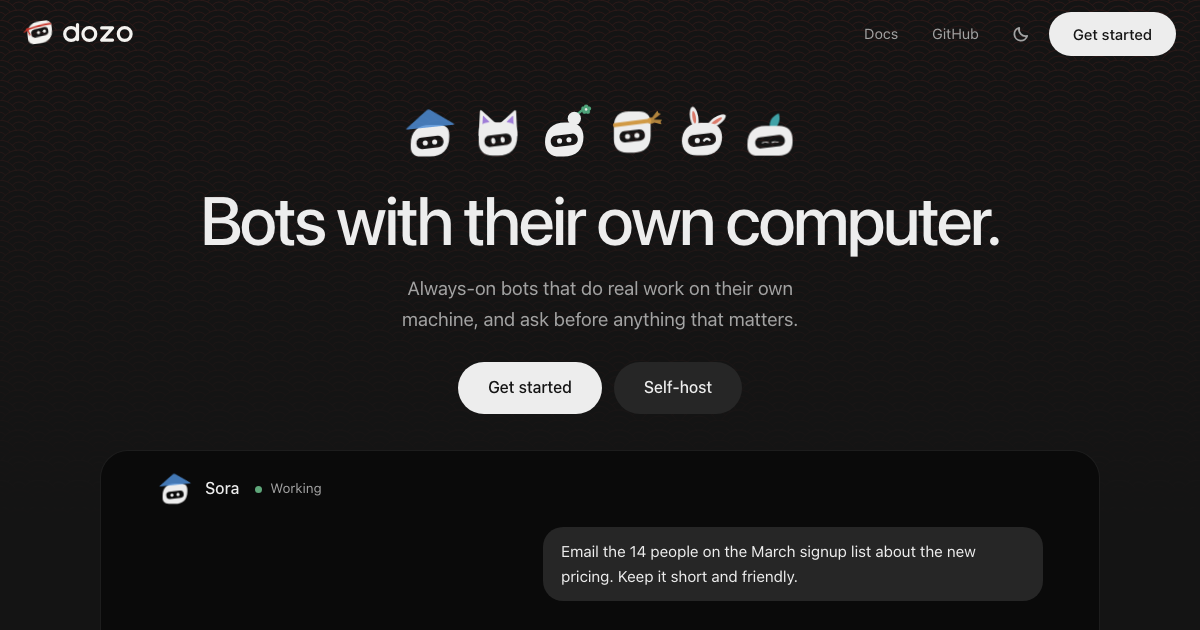 dozo
Docs
GitHub
Get started
Bots with their own computer.
Always-on bots that do real work on their own
machine, and ask before anything that matters.
Get started
Self-host
Sora
Working
Email the 14 people on the March signup list about the new
pricing. Keep it short and friendly.